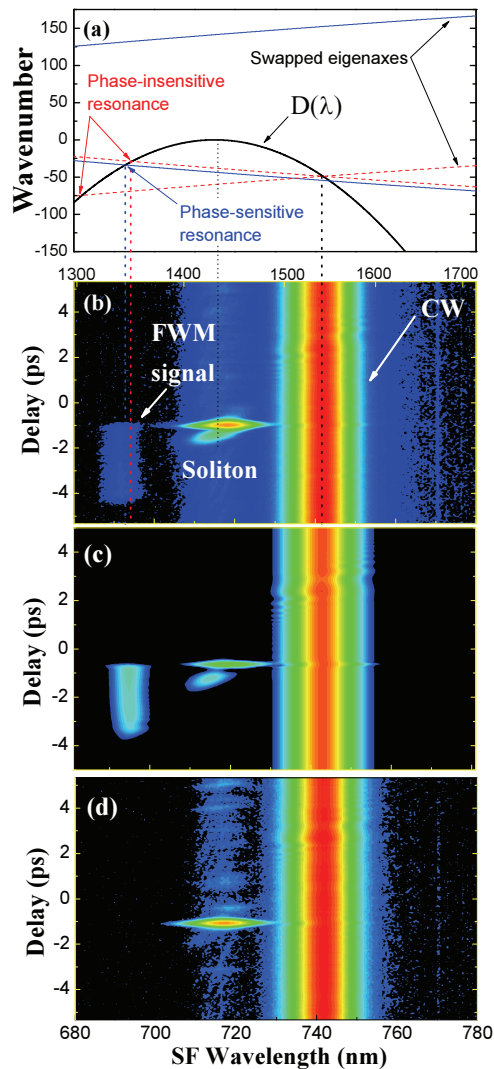 (a)
Wavenumber
175
150
100
50
0
-50
-100
-150
Phase-insensitive
resonance
D(λ)
Swapped eigenaxes
Phase-sensitive
resonance
1300
1400
1500
1600
1700
(b)
Delay (ps)
4
2
0
-2
-4
FWM
signal
Soliton
CW
(c)
Delay (ps)
4
2
0
-2
-4
(d)
Delay (ps)
4
2
0
-2
-4
680
700
720
740
760
780
SF Wavelength (nm)